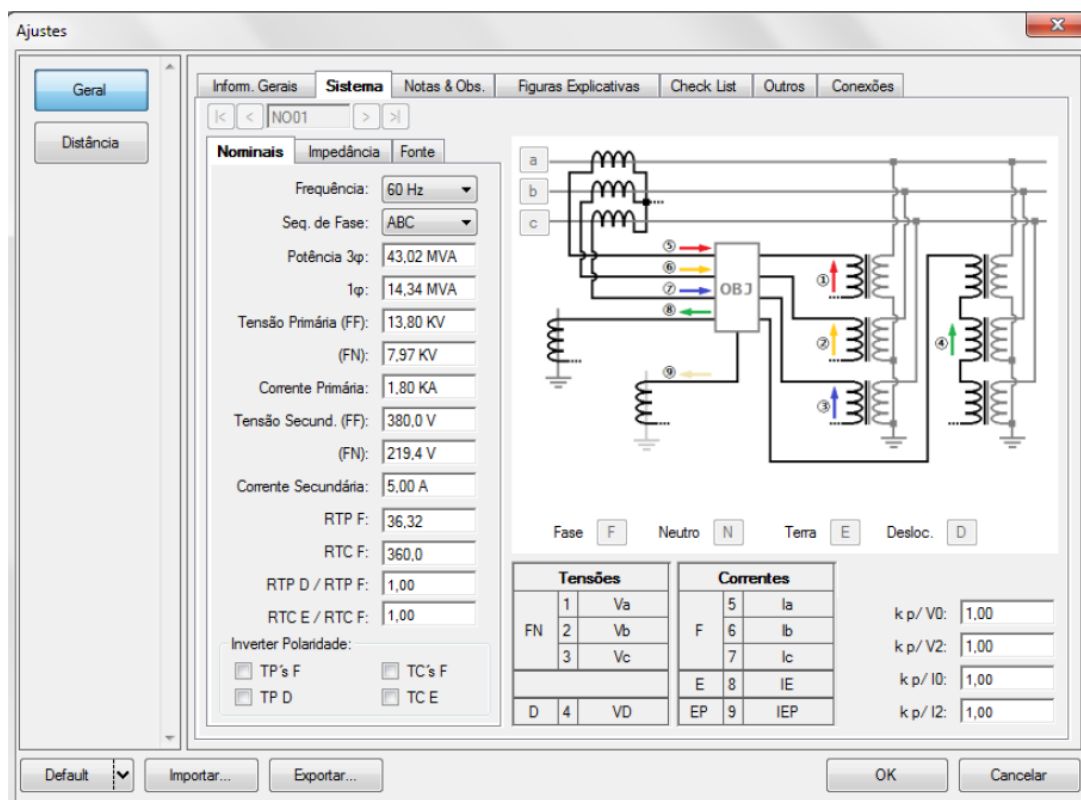 Ajustes
Geral
Distância
Inform. Gerais Sistema Notas & Obs. Figuras Explicativas Check List Outros Conexões
|< < NO01 > >|
Nominais Impedância Fonte
Frequência: 60 Hz
Seq. de Fase: ABC
Potência 3φ: 43,02 MVA
1φ: 14,34 MVA
Tensão Primária (FF): 13,80 KV
(FN): 7,97 KV
Corrente Primária: 1,80 KA
Tensão Secund. (FF): 380,0 V
(FN): 219,4 V
Corrente Secundária: 5,00 A
RTP F: 36,32
RTC F: 360,0
RTP D / RTP F: 1,00
RTC E / RTC F: 1,00
Inverter Polaridade:
TP's F TC´s F
TP D TC E
a
b
c
⑤
⑥
⑦
⑧
OBJ
⑨
①
②
③
④
Fase F Neutro N Terra E Desloc. D
Tensões
FN 1 Va
2 Vb
3 Vc
D 4 VD
Correntes
F 5 Ia
6 Ib
7 Ic
E 8 IE
EP 9 IEP
k p/ V0: 1,00
k p/ V2: 1,00
k p/ I0: 1,00
k p/ I2: 1,00
Default Importar... Exportar... OK Cancelar